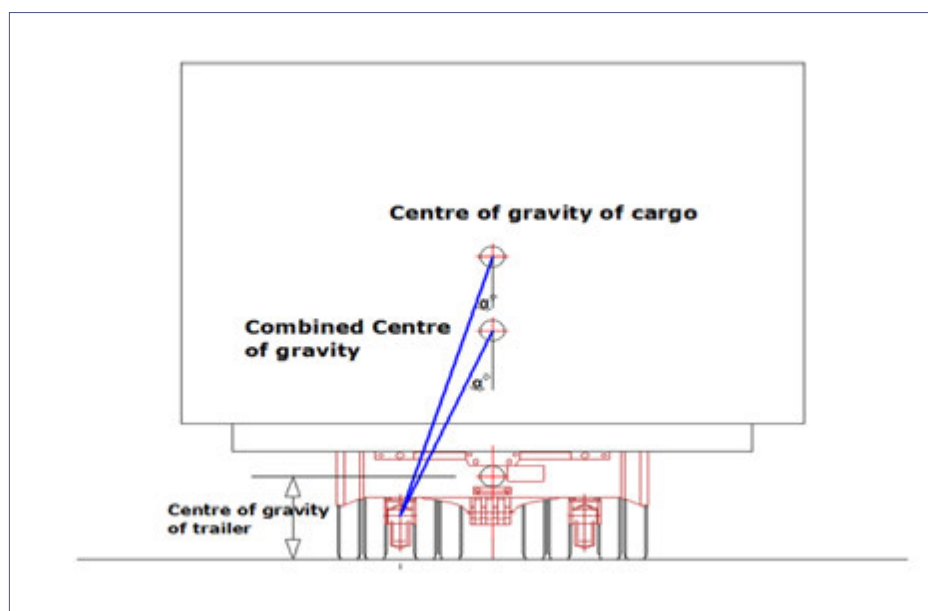 Centre of gravity of cargo
α°
Combined Centre
of gravity
α°
Centre of gravity
of trailer